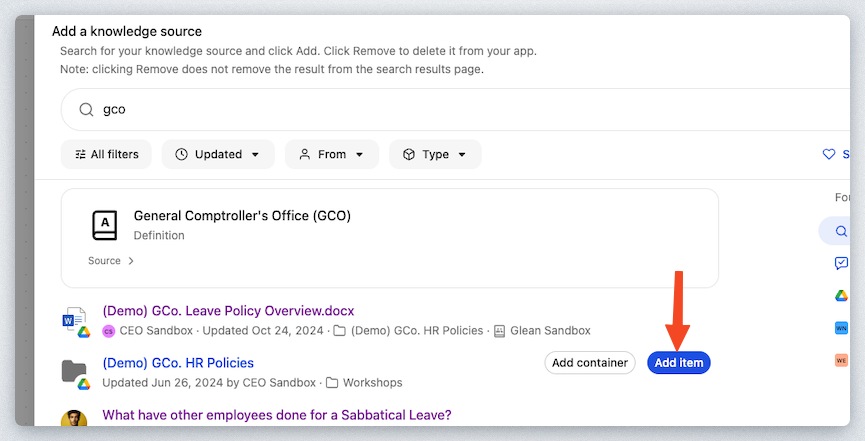 Add a knowledge source
Search for your knowledge source and click Add. Click Remove to delete it from your app.
Note: clicking Remove does not remove the result from the search results page.
gco
All filters
Updated
From
Type
S
General Comptroller's Office (GCO)
Definition
Source
Fou
A
W
(Demo) GCo. Leave Policy Overview.docx
CS CEO Sandbox · Updated Oct 24, 2024 · (Demo) GCo. HR Policies · Glean Sandbox
(Demo) GCo. HR Policies
Updated Jun 26, 2024 by CEO Sandbox · Workshops
Add container
Add item
WN
WE
What have other employees done for a Sabbatical Leave?